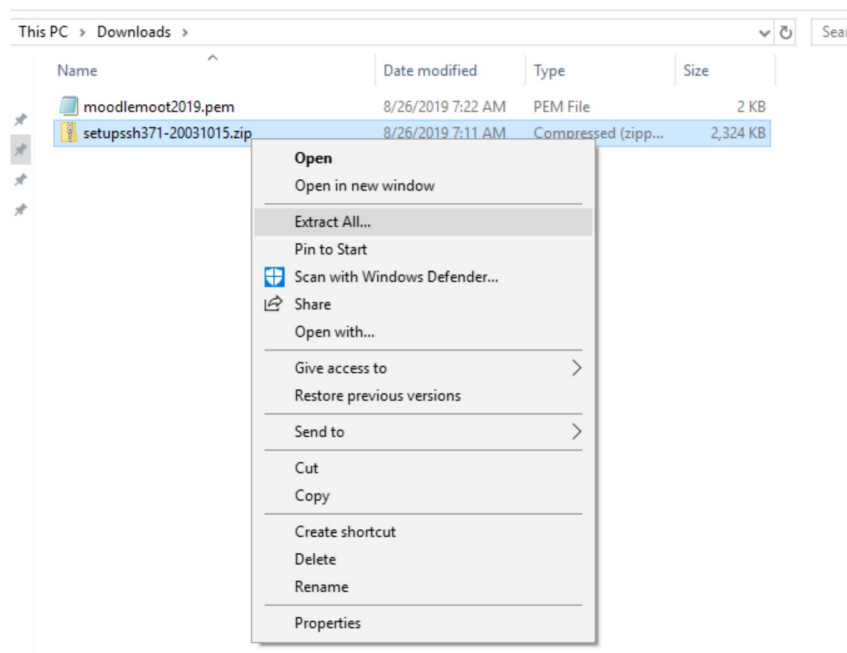 This PC > Downloads >
Sear
Name Date modified Type Size
moodlemoot2019.pem 8/26/2019 7:22 AM PEM File 2 KB
setupssh371-20031015.zip 8/26/2019 7:11 AM Compressed (zipp... 2,324 KB
Open
Open in new window
Extract All...
Pin to Start
Scan with Windows Defender...
Share
Open with...
Give access to
Restore previous versions
Send to
Cut
Copy
Create shortcut
Delete
Rename
Properties